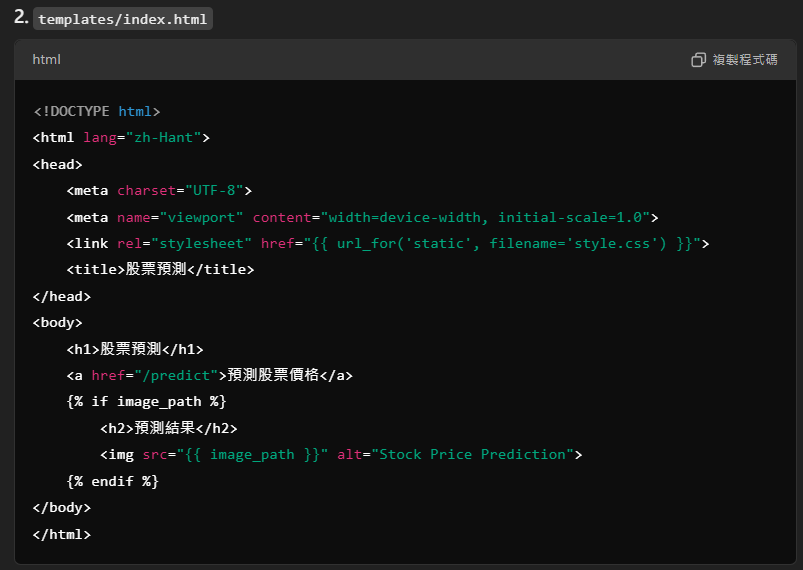 2. templates/index.html
html
複製程式碼
<!DOCTYPE html>
<html lang="zh-Hant">
<head>
    <meta charset="UTF-8">
    <meta name="viewport" content="width=device-width, initial-scale=1.0">
    <link rel="stylesheet" href="{{ url_for('static', filename='style.css') }}">
    <title>股票預測</title>
</head>
<body>
    <h1>股票預測</h1>
    <a href="/predict">預測股票價格</a>
    {% if image_path %}
        <h2>預測結果</h2>
        <img src="{{ image_path }}" alt="Stock Price Prediction">
    {% endif %}
</body>
</html>